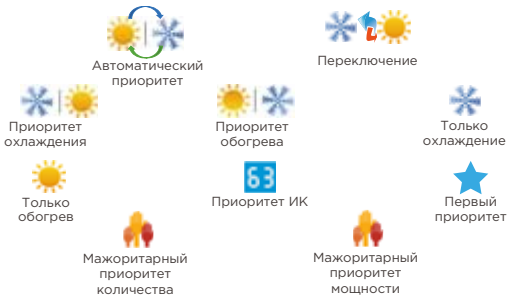 Автоматический
приоритет
Переключение
Приоритет
охлаждения
Приоритет
обогрева
Только
охлаждение
Только
обогрев
63
Приоритет ИК
Первый
приоритет
Мажоритарный
приоритет
количества
Мажоритарный
приоритет
мощности